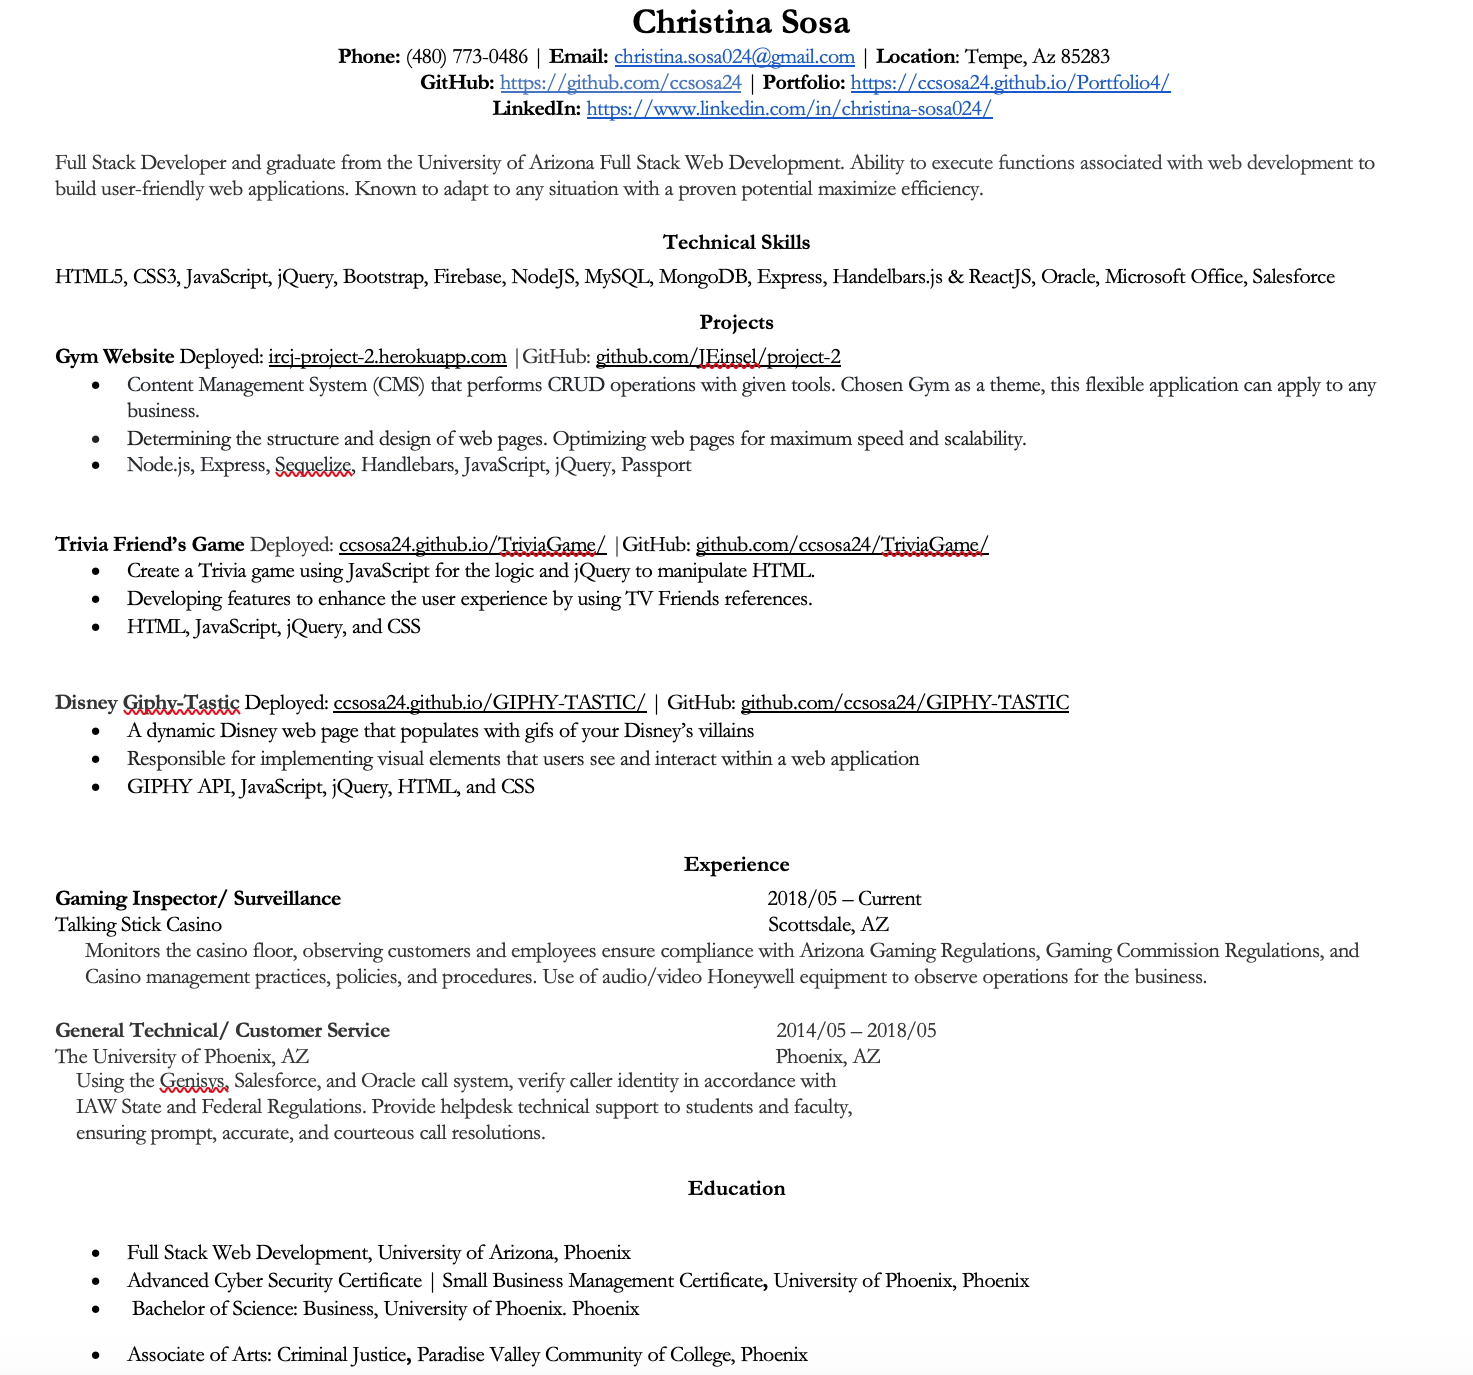 Christina Sosa
Phone: (480) 773-0486 | Email: christina.sosa024@gmail.com | Location: Tempe, Az 85283
GitHub: https://github.com/ccsosa24 | Portfolio: https://ccsosa24.github.io/Portfolio4/
LinkedIn: https://www.linkedin.com/in/christina-sosa024/
Full Stack Developer and graduate from the University of Arizona Full Stack Web Development. Ability to execute functions associated with web development to
build user-friendly web applications. Known to adapt to any situation with a proven potential maximize efficiency.
Technical Skills
HTML5, CSS3, JavaScript, jQuery, Bootstrap, Firebase, NodeJS, MySQL, MongoDB, Express, Handelbars.js & ReactJS, Oracle, Microsoft Office, Salesforce
Projects
Gym Website Deployed: ircj-project-2.herokuapp.com | GitHub: github.com/JEinsel/project-2
• Content Management System (CMS) that performs CRUD operations with given tools. Chosen Gym as a theme, this flexible application can apply to any
business.
• Determining the structure and design of web pages. Optimizing web pages for maximum speed and scalability.
• Node.js, Express, Sequelize, Handlebars, JavaScript, jQuery, Passport
Trivia Friend's Game Deployed: ccsosa24.github.io/TriviaGame/ | GitHub: github.com/ccsosa24/TriviaGame/
• Create a Trivia game using JavaScript for the logic and jQuery to manipulate HTML.
• Developing features to enhance the user experience by using TV Friends references.
• HTML, JavaScript, jQuery, and CSS
Disney Giphy-Tastic Deployed: ccsosa24.github.io/GIPHY-TASTIC/ | GitHub: github.com/ccsosa24/GIPHY-TASTIC
• A dynamic Disney web page that populates with gifs of your Disney's villains
• Responsible for implementing visual elements that users see and interact within a web application
• GIPHY API, JavaScript, jQuery, HTML, and CSS
Experience
Gaming Inspector/ Surveillance 2018/05 – Current
Talking Stick Casino Scottsdale, AZ
Monitors the casino floor, observing customers and employees ensure compliance with Arizona Gaming Regulations, Gaming Commission Regulations, and
Casino management practices, policies, and procedures. Use of audio/video Honeywell equipment to observe operations for the business.
General Technical/ Customer Service 2014/05 – 2018/05
The University of Phoenix, AZ Phoenix, AZ
Using the Genisys, Salesforce, and Oracle call system, verify caller identity in accordance with
IAW State and Federal Regulations. Provide helpdesk technical support to students and faculty,
ensuring prompt, accurate, and courteous call resolutions.
Education
• Full Stack Web Development, University of Arizona, Phoenix
• Advanced Cyber Security Certificate | Small Business Management Certificate, University of Phoenix, Phoenix
• Bachelor of Science: Business, University of Phoenix. Phoenix
• Associate of Arts: Criminal Justice, Paradise Valley Community of College, Phoenix